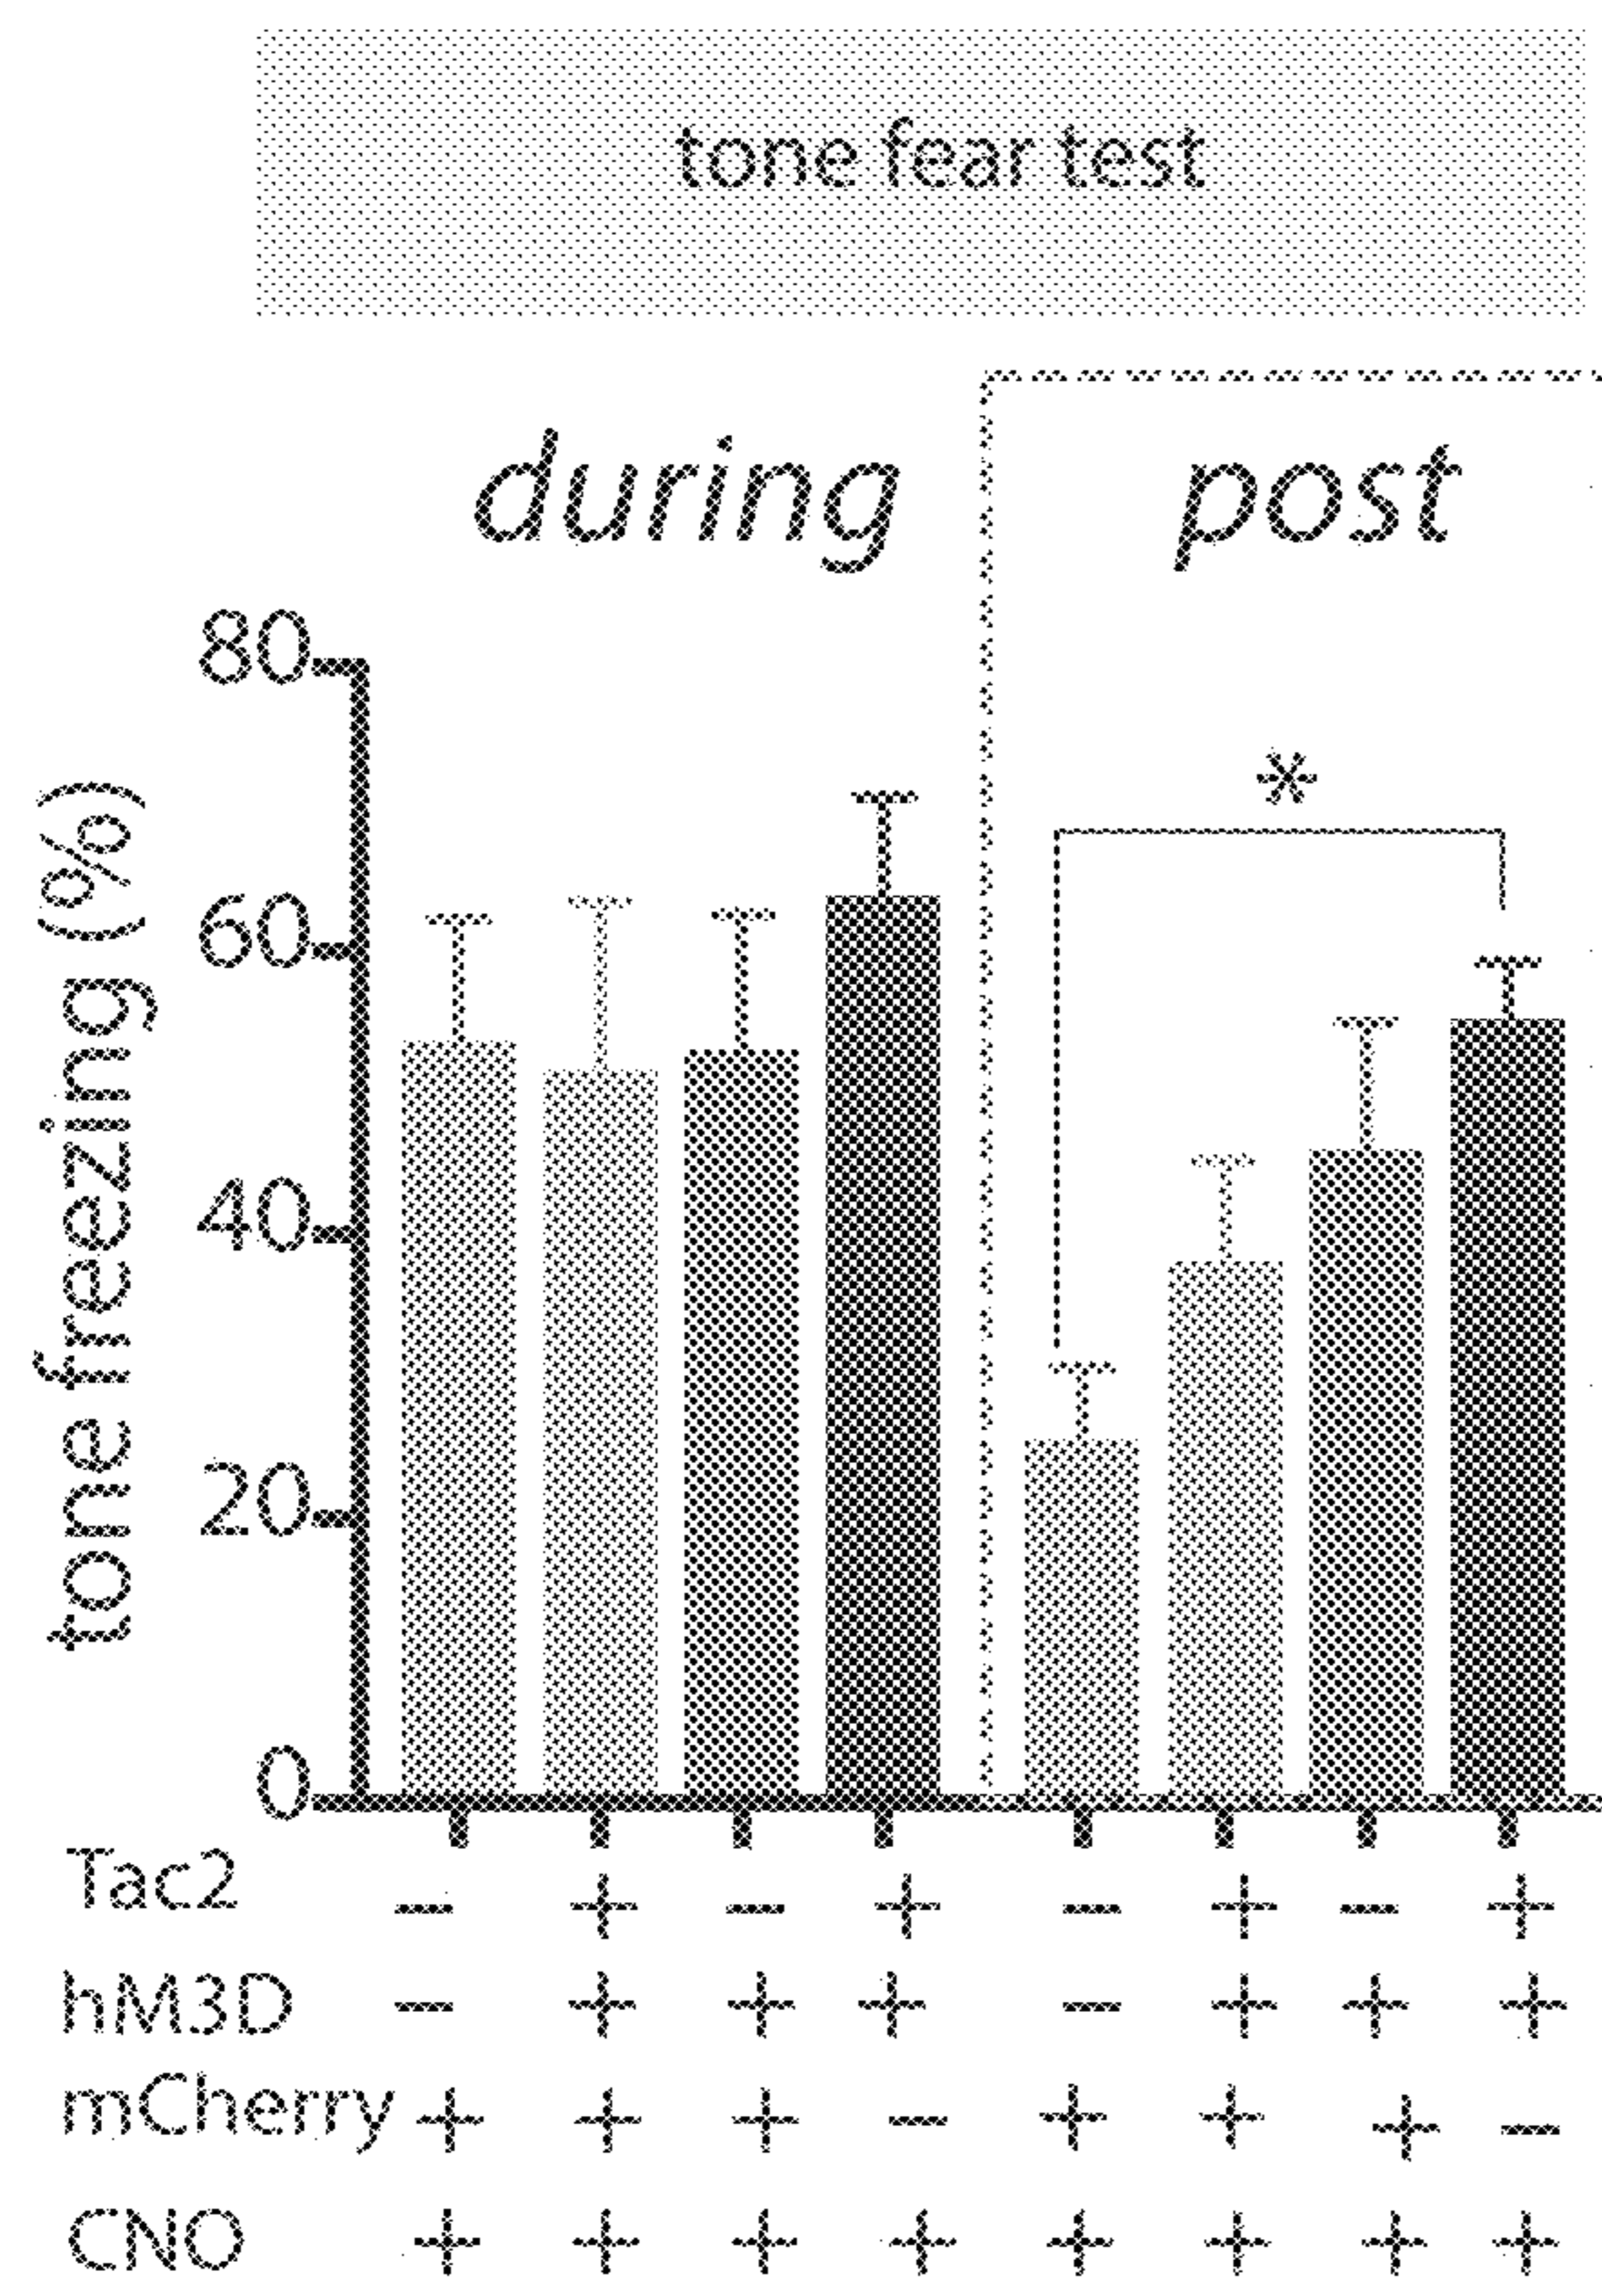 tone fear test
during post
*
80
60
40
20
0
tone freezing (%)
Tac2 − + − + − + − +
hM3D − + + + − + + +
mCherry + + + − + + + −
CNO + + + + + + + +